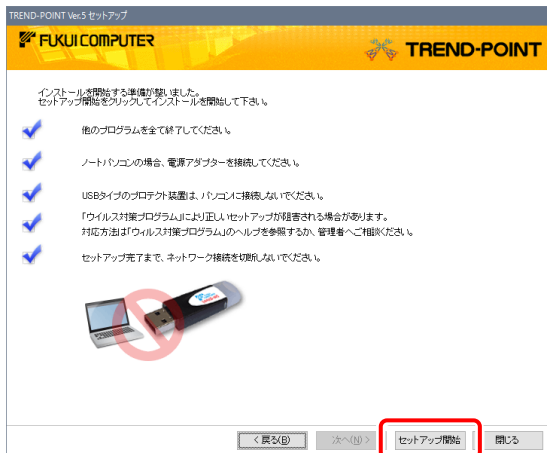 TREND-POINT Ver.5 セットアップ
FUKUI COMPUTER
TREND-POINT
インストールを開始する準備が整いました。
セットアップ開始をクリックしてインストールを開始して下さい。
他のプログラムを全て終了してください。
ノートパソコンの場合、電源アダプターを接続してください。
USBタイプのプロテクト装置は、パソコンに接続しないでください。
「ウイルス対策プログラム」により正しいセットアップが阻害される場合があります。
対応方法は「ウィルス対策プログラム」のヘルプを参照するか、管理者へご相談ください。
セットアップ完了まで、ネットワーク接続を切断しないでください。
< 戻る(B) 次へ(N) > セットアップ開始 閉じる